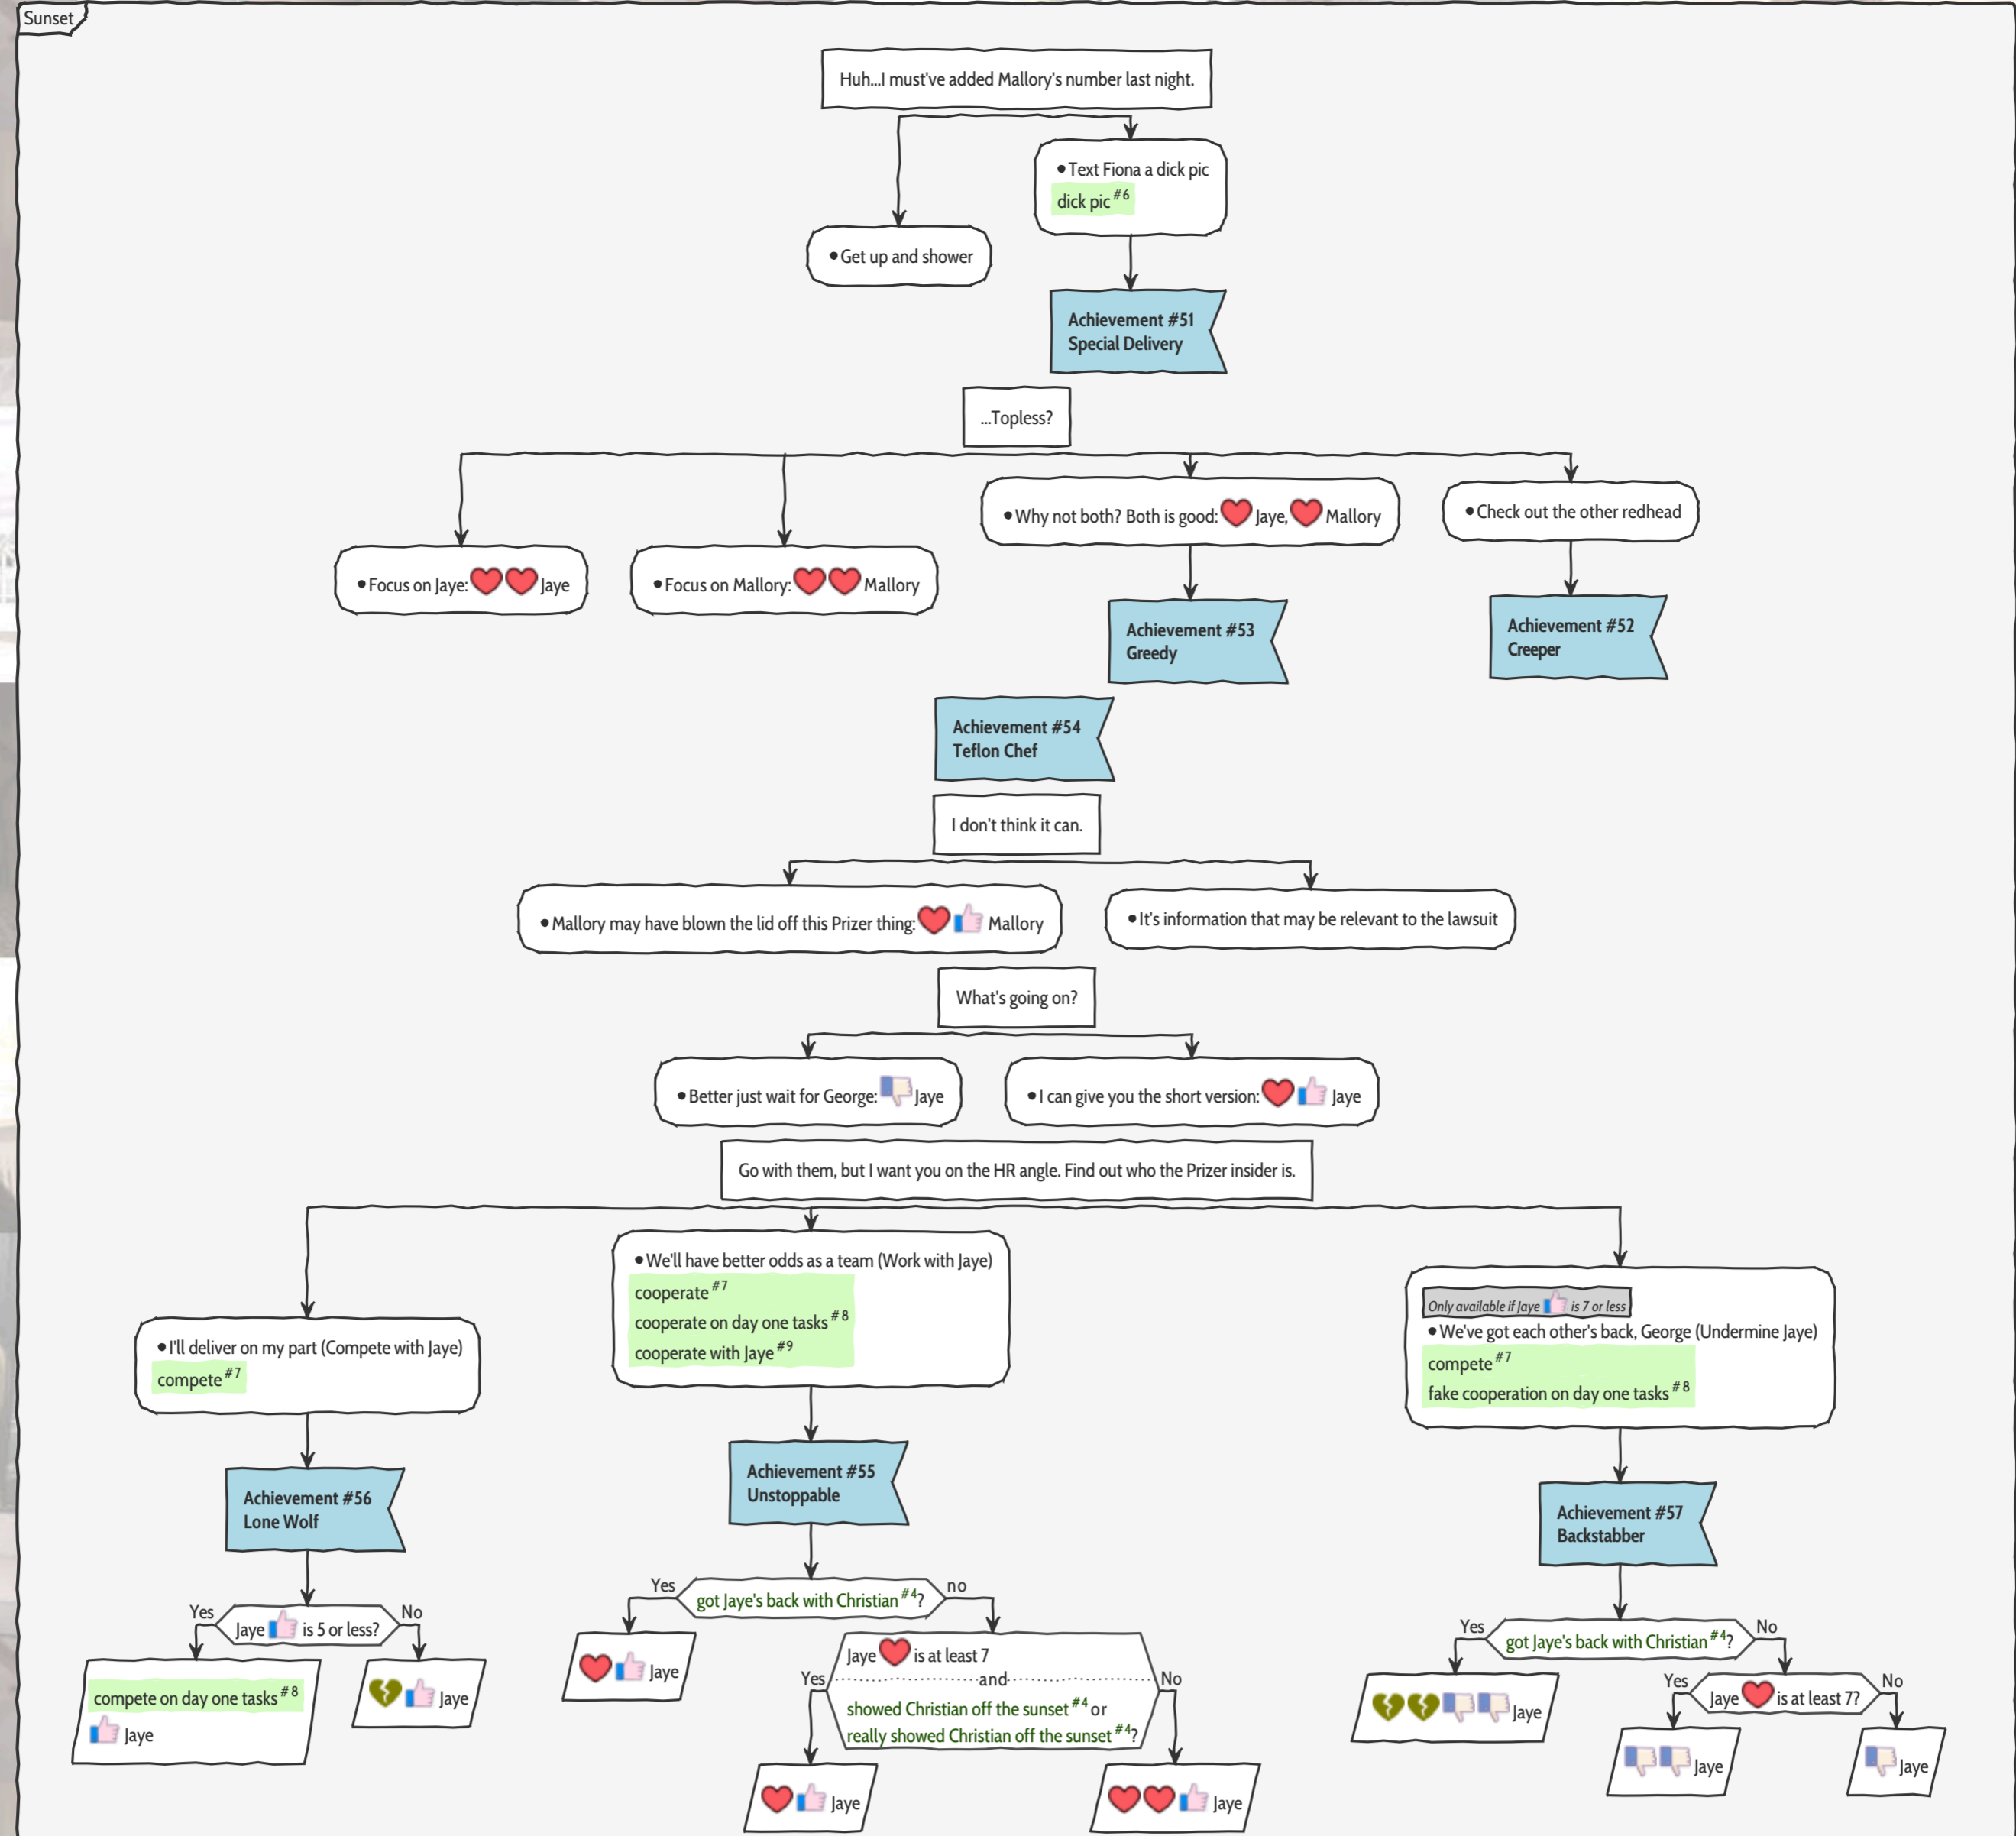 Sunset
Huh...I must've added Mallory's number last night.
•Text Fiona a dick pic
dick pic #6
•Get up and shower
Achievement #51
Special Delivery
...Topless?
•Why not both? Both is good: Jaye, Mallory
•Check out the other redhead
•Focus on Jaye: Jaye
•Focus on Mallory: Mallory
Achievement #53
Greedy
Achievement #52
Creeper
Achievement #54
Teflon Chef
I don't think it can.
•Mallory may have blown the lid off this Prizer thing: Mallory
•It's information that may be relevant to the lawsuit
What's going on?
•Better just wait for George: Jaye
•I can give you the short version: Jaye
Go with them, but I want you on the HR angle. Find out who the Prizer insider is.
•I'll deliver on my part (Compete with Jaye)
compete #7
•We'll have better odds as a team (Work with Jaye)
cooperate #7
cooperate on day one tasks #8
cooperate with Jaye #9
Only available if Jaye is 7 or less
•We've got each other's back, George (Undermine Jaye)
compete #7
fake cooperation on day one tasks #8
Achievement #56
Lone Wolf
Achievement #55
Unstoppable
Achievement #57
Backstabber
Yes
Jaye is 5 or less?
No
compete on day one tasks #8
Jaye
Jaye
Yes
got Jaye's back with Christian #4?
no
Jaye
Yes
Jaye is at least 7
and
showed Christian off the sunset #4 or
really showed Christian off the sunset #4?
No
Jaye
Jaye
Yes
got Jaye's back with Christian #4?
No
Jaye
Yes
Jaye is at least 7?
No
Jaye
Jaye